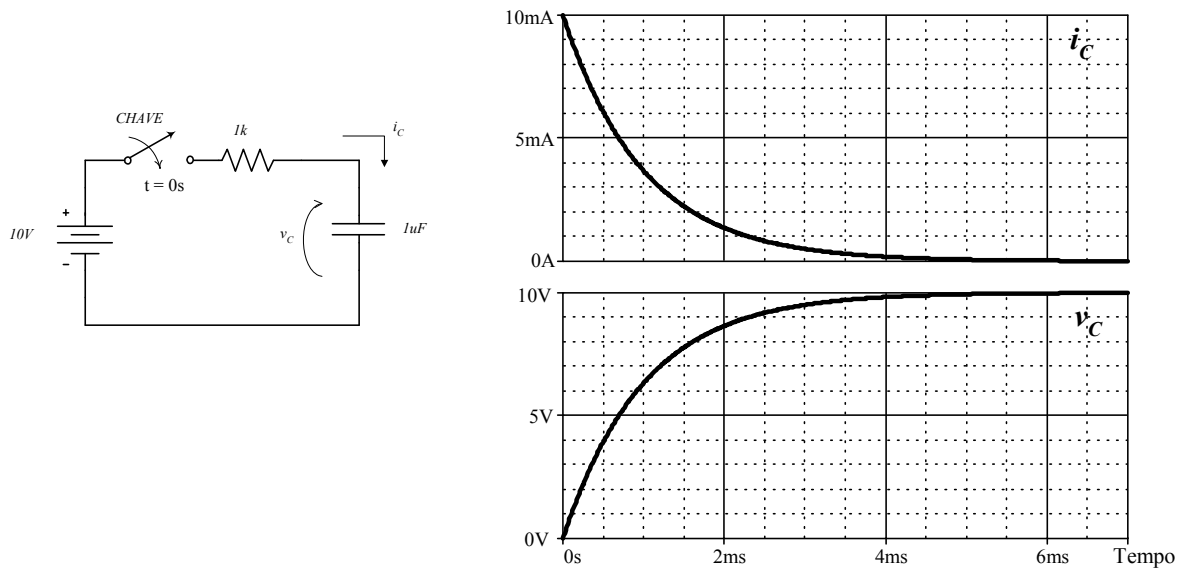 CHAVE
t = 0s
1k
i_C
+
10V
-
v_C
1uF
10mA
i_C
5mA
0A
10V
v_C
5V
0V
0s 2ms 4ms 6ms Tempo